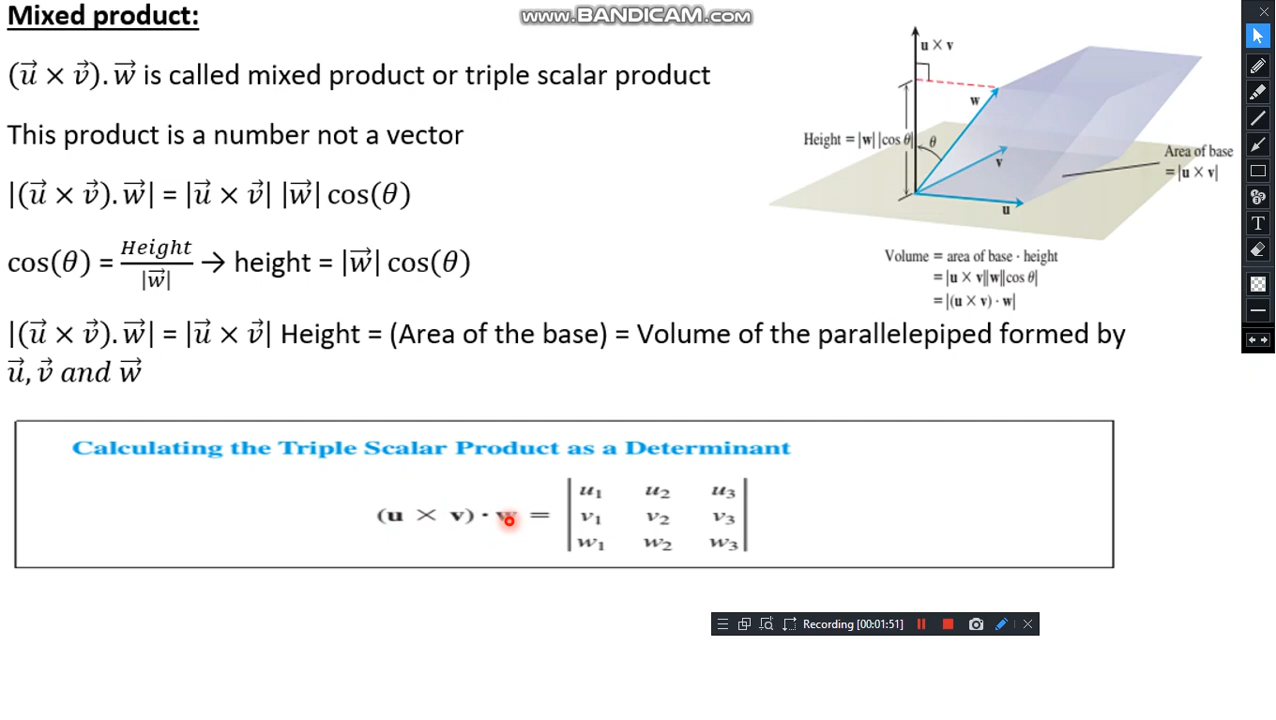 www.BANDICAM.com
Mixed product:
(u⃗ × v⃗). w⃗ is called mixed product or triple scalar product
This product is a number not a vector
|(u⃗ × v⃗). w⃗| = |u⃗ × v⃗| |w⃗| cos(θ)
cos(θ) = Height / |w⃗| → height = |w⃗| cos(θ)
|(u⃗ × v⃗). w⃗| = |u⃗ × v⃗| Height = (Area of the base) = Volume of the parallelepiped formed by
u⃗, v⃗ and w⃗
u × v
w
Height = |w||cos θ|
θ
v
u
Area of base
= |u × v|
Volume = area of base · height
= |u × v||w||cos θ|
= |(u × v) · w|
Calculating the Triple Scalar Product as a Determinant
(u × v) · w = | u₁ u₂ u₃ |
| v₁ v₂ v₃ |
| w₁ w₂ w₃ |
Recording [00:01:51]
T